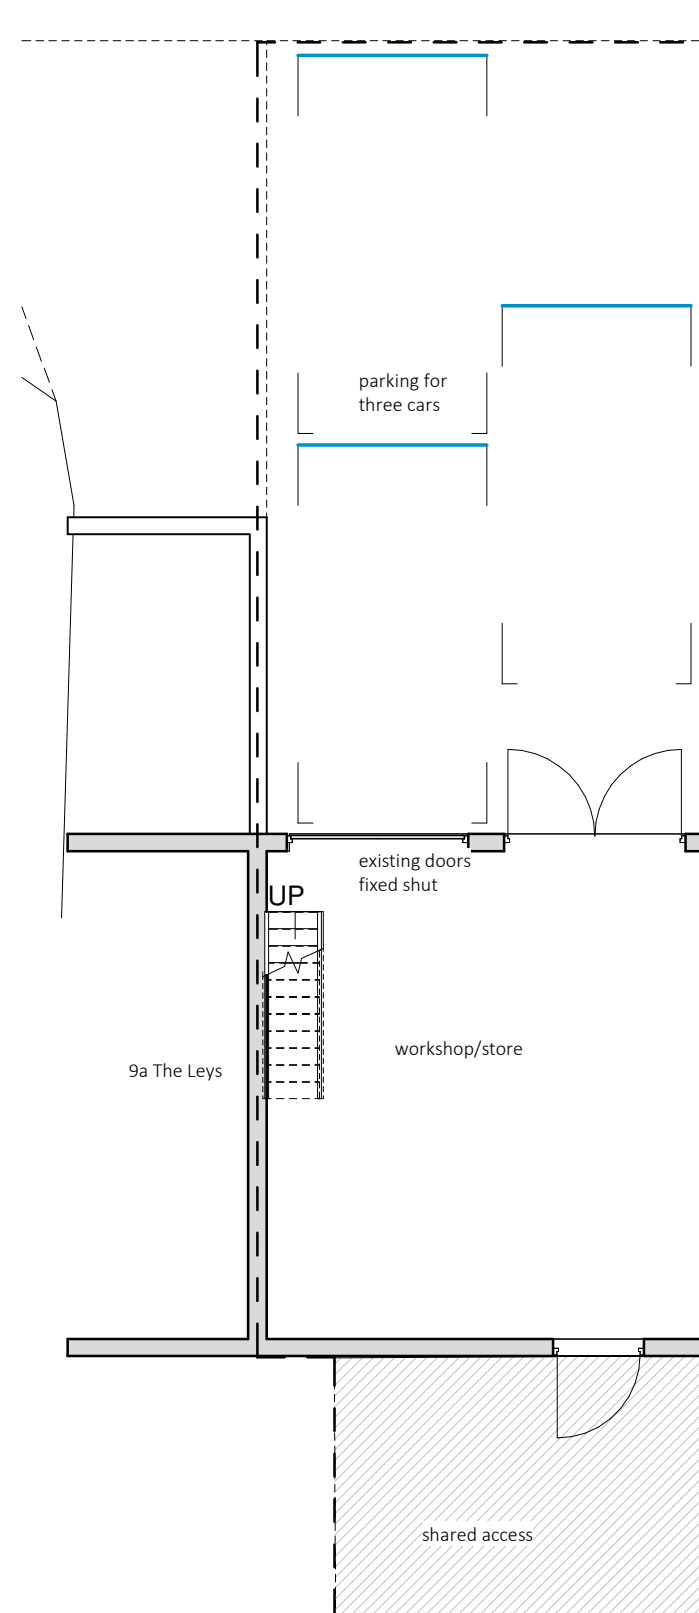 parking for
three cars
existing doors
fixed shut
UP
workshop/store
9a The Leys
shared access